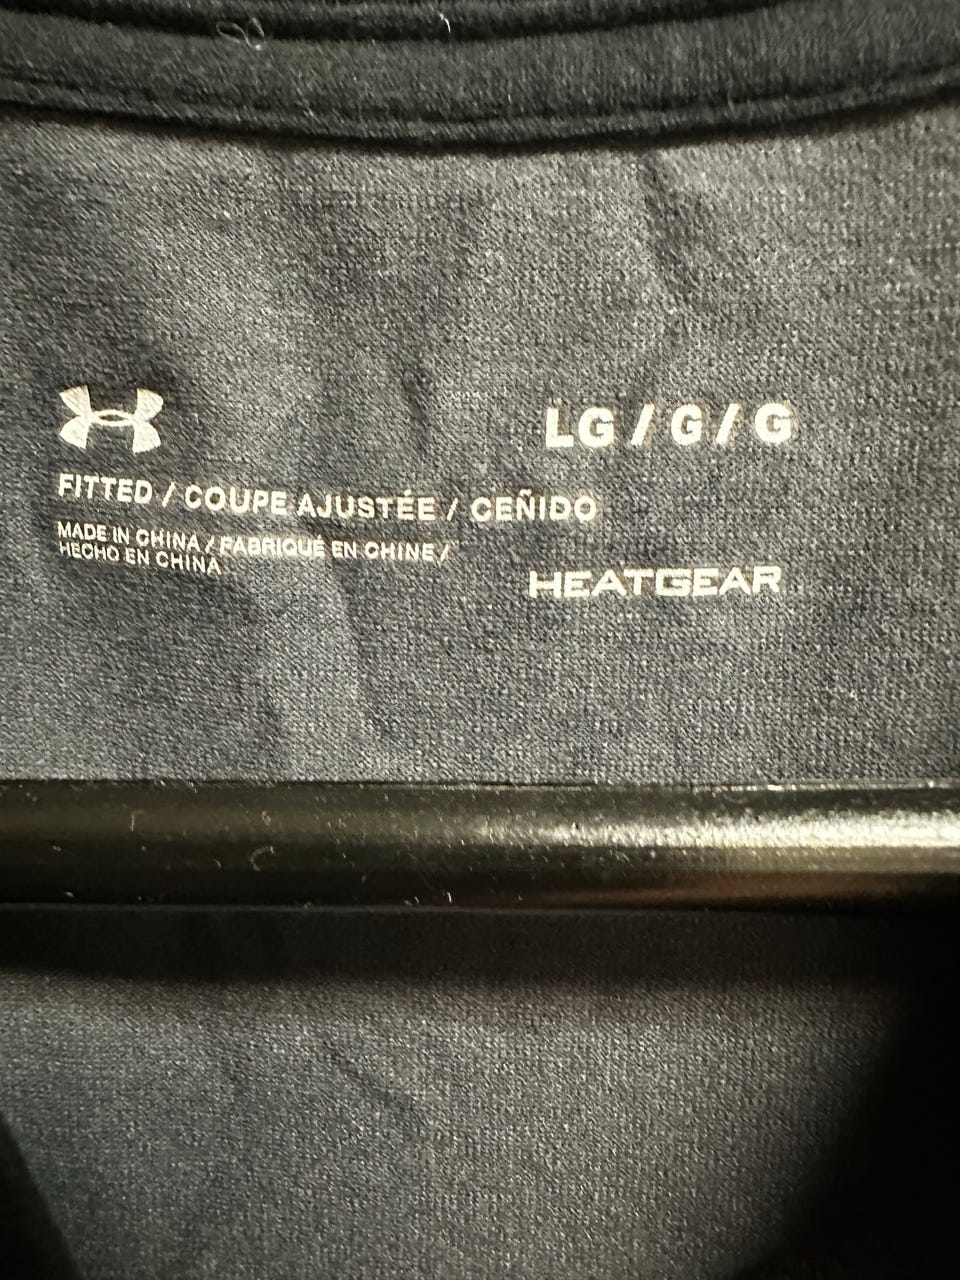 LG / G / G
FITTED / COUPE AJUSTÉE / CEÑIDO
MADE IN CHINA / FABRIQUÉ EN CHINE /
HECHO EN CHINA
HEATGEAR